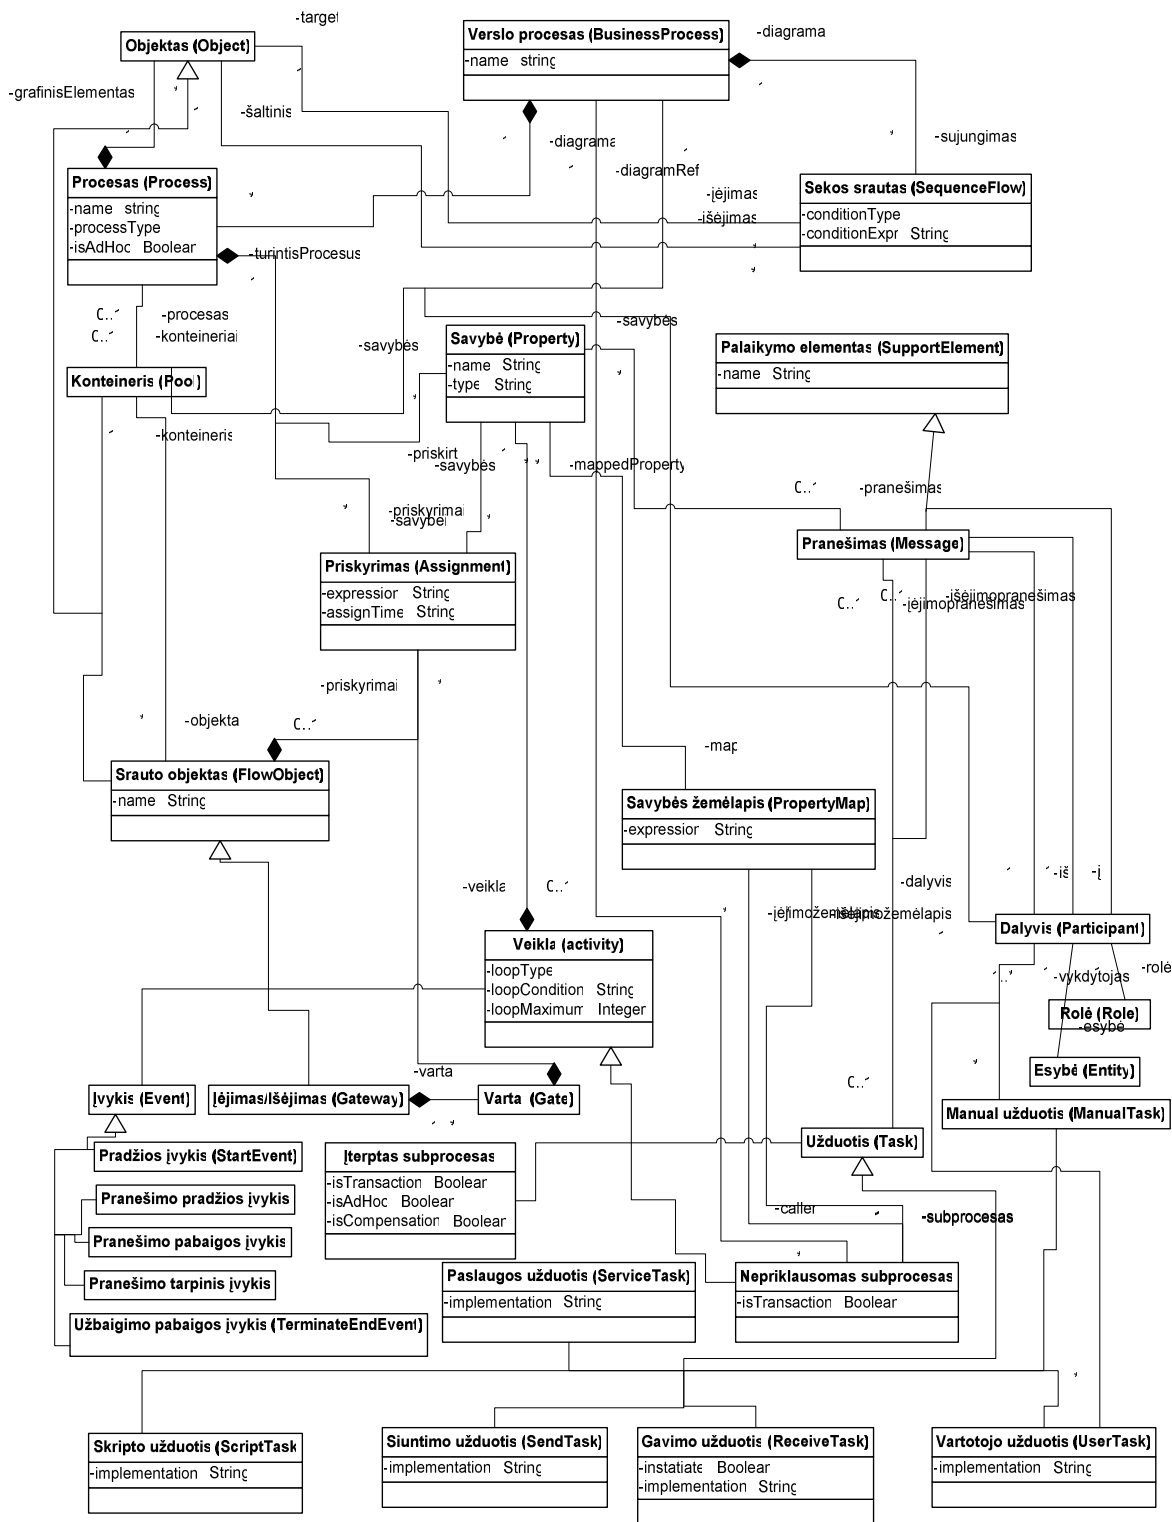 -target
Objektas (Object)
Verslo procesas (BusinessProcess)
-name string
-diagrama
-grafinisElementas
-šaltinis
-diagrama
-sujungimas
-diagramRef
Procesas (Process)
-name string
-processType
-isAdHoc Boolean
Sekos srautas (SequenceFlow)
-conditionType
-conditionExpr String
-įėjimas
-išėjimas
-turintisProcesus
-procesas
-konteineriai
-savybės
-savybės
Savybė (Property)
-name String
-type String
Palaikymo elementas (SupportElement)
-name String
Konteineris (Pool)
-konteineris
-priskirt
-savybės
-mappedProperty
-pranešimas
-priskyrimai
-savybei
Pranešimas (Message)
Priskyrimas (Assignment)
-expression String
-assignTime String
-įėjimopranešimas
-išėjimopranešimas
-priskyrimai
-objekta
-map
Srauto objektas (FlowObject)
-name String
Savybės žemėlapis (PropertyMap)
-expression String
-veikla
-dalyvis
-iš
-į
-įėjimožemėlapis
-išėjimožemėlapis
Dalyvis (Participant)
Veikla (activity)
-loopType
-loopCondition String
-loopMaximum Integer
-vykdytojas
-rolė
Rolė (Role)
-esybė
Esybė (Entity)
-varta
Įvykis (Event)
Įėjimas/Išėjimas (Gateway)
Varta (Gate)
Manual užduotis (ManualTask)
Užduotis (Task)
Pradžios įvykis (StartEvent)
Įterptas subprocesas
-isTransaction Boolean
-isAdHoc Boolean
-isCompensation Boolean
Pranešimo pradžios įvykis
-caller
-subprocesas
Pranešimo pabaigos įvykis
Pranešimo tarpinis įvykis
Paslaugos užduotis (ServiceTask)
-implementation String
Nepriklausomas subprocesas
-isTransaction Boolean
Užbaigimo pabaigos įvykis (TerminateEndEvent)
Skripto užduotis (ScriptTask
-implementation String
Siuntimo užduotis (SendTask)
-implementation String
Gavimo užduotis (ReceiveTask)
-instatiate Boolean
-implementation String
Vartotojo užduotis (UserTask)
-implementation String